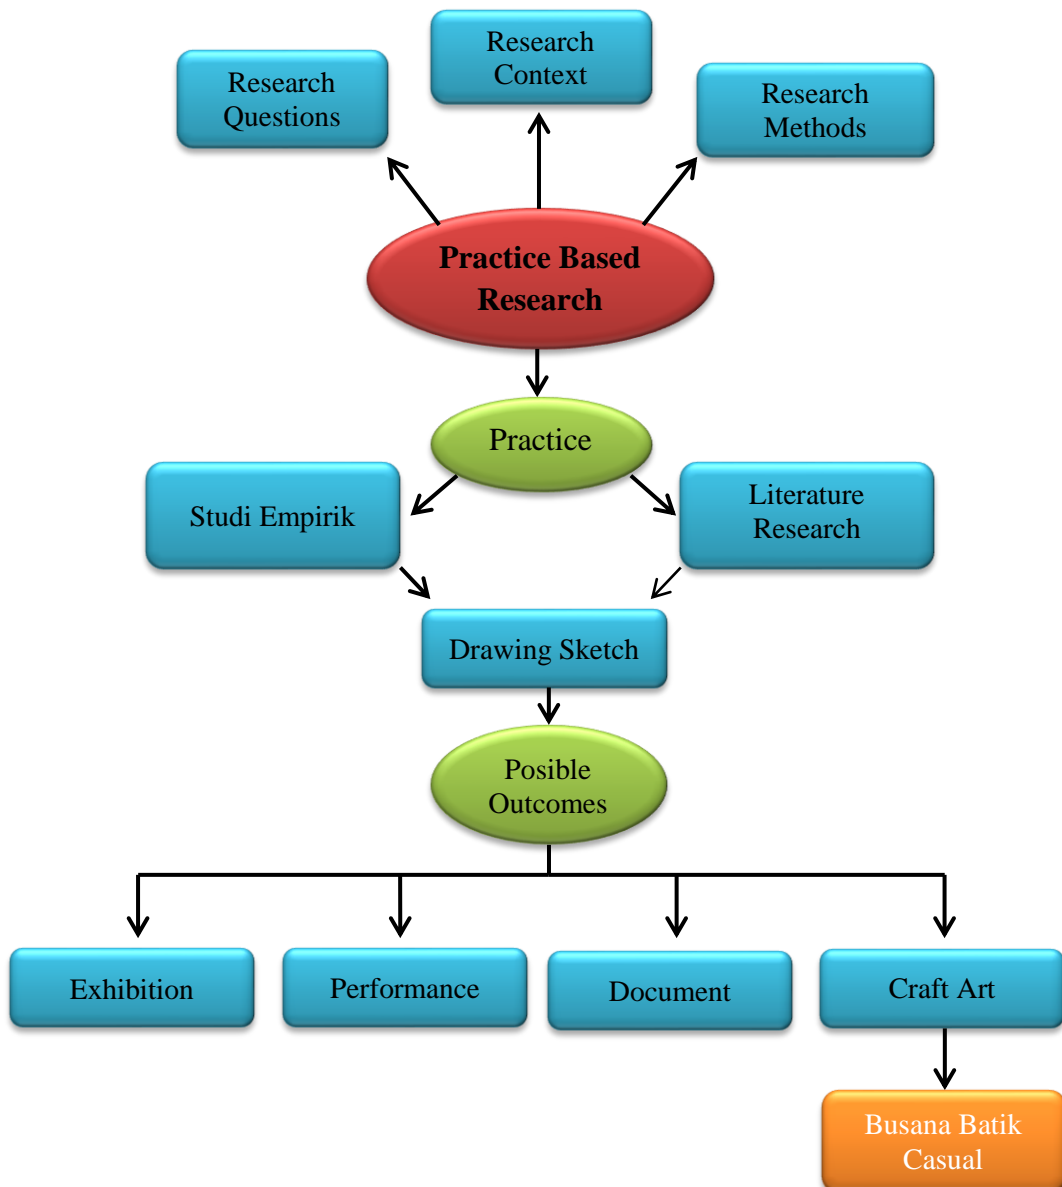 Research
Questions
Research
Context
Research
Methods
Practice Based
Research
Practice
Studi Empirik
Literature
Research
Drawing Sketch
Posible
Outcomes
Exhibition
Performance
Document
Craft Art
Busana Batik
Casual